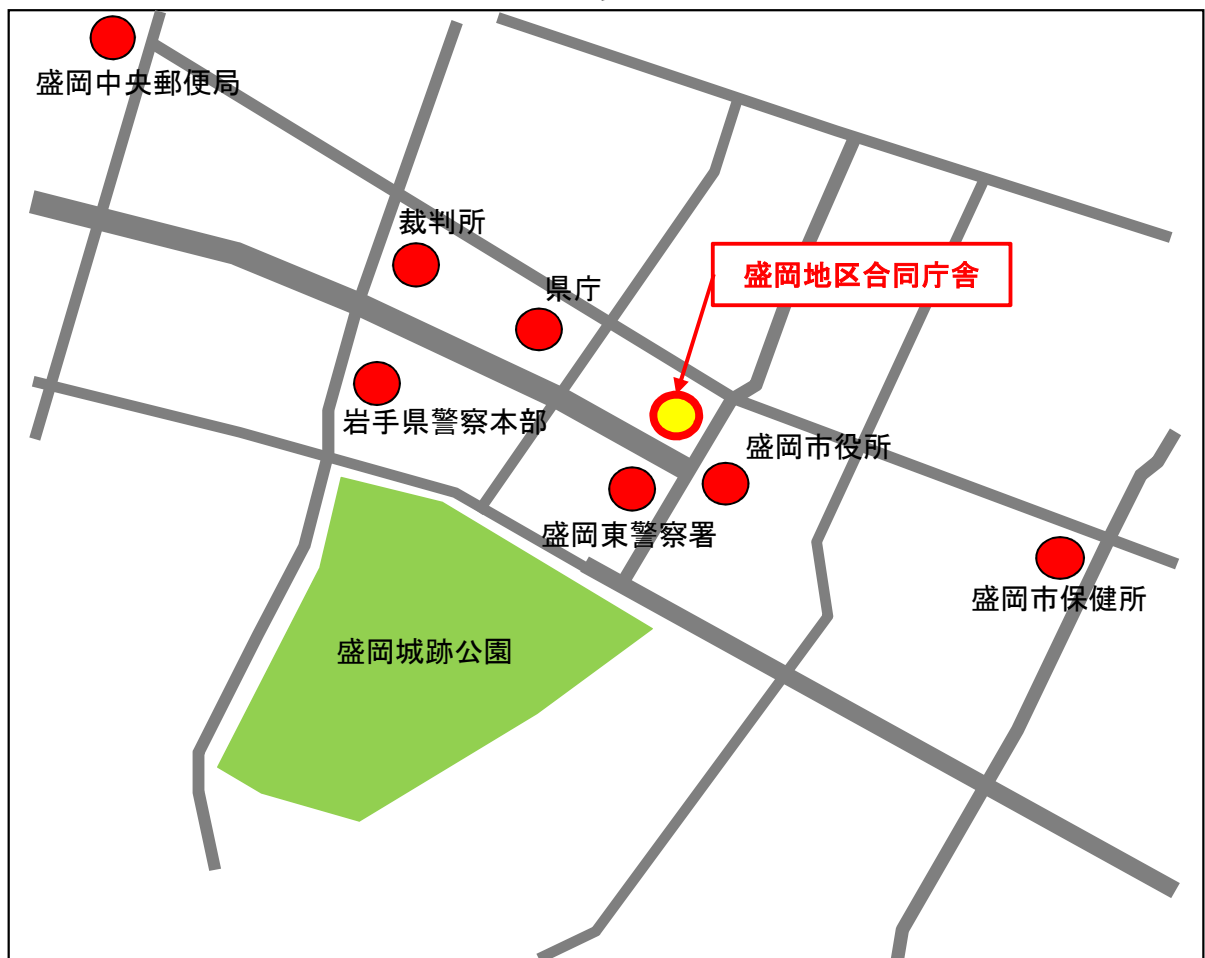 盛岡中央郵便局
裁判所
盛岡地区合同庁舎
県庁
岩手県警察本部
盛岡市役所
盛岡東警察署
盛岡市保健所
盛岡城跡公園